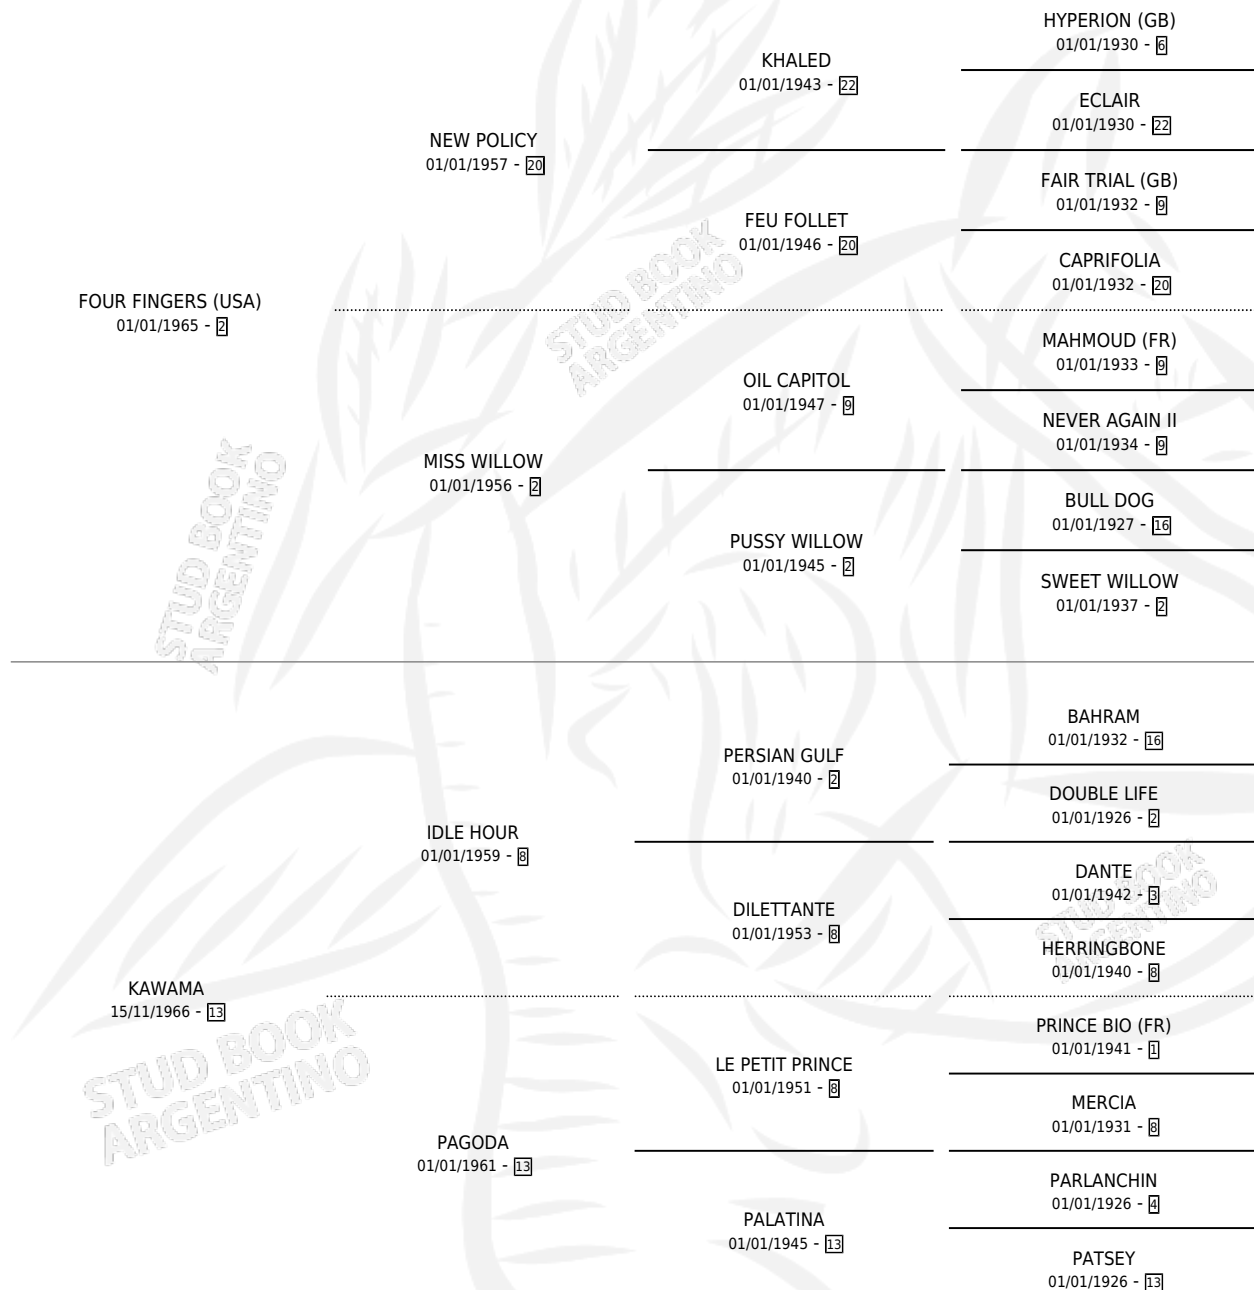 HYPERION (GB)
01/01/1930 - 6
KHALED
01/01/1943 - 22
ECLAIR
01/01/1930 - 22
NEW POLICY
01/01/1957 - 20
FAIR TRIAL (GB)
01/01/1932 - 9
FEU FOLLET
01/01/1946 - 20
CAPRIFOLIA
01/01/1932 - 20
FOUR FINGERS (USA)
01/01/1965 - 2
MAHMOUD (FR)
01/01/1933 - 9
OIL CAPITOL
01/01/1947 - 9
NEVER AGAIN II
01/01/1934 - 9
MISS WILLOW
01/01/1956 - 2
BULL DOG
01/01/1927 - 16
PUSSY WILLOW
01/01/1945 - 2
SWEET WILLOW
01/01/1937 - 2
STUD BOOK
ARGENTINO
STUD BOOK
ARGENTINO
BAHRAM
01/01/1932 - 16
PERSIAN GULF
01/01/1940 - 2
DOUBLE LIFE
01/01/1926 - 2
IDLE HOUR
01/01/1959 - 8
DANTE
01/01/1942 - 3
DILETTANTE
01/01/1953 - 8
HERRINGBONE
01/01/1940 - 8
STUD BOOK
ARGENTINO
KAWAMA
15/11/1966 - 13
PRINCE BIO (FR)
01/01/1941 - 1
LE PETIT PRINCE
01/01/1951 - 8
MERCIA
01/01/1931 - 8
PAGODA
01/01/1961 - 13
PARLANCHIN
01/01/1926 - 4
PALATINA
01/01/1945 - 13
PATSEY
01/01/1926 - 13
STUD BOOK
ARGENTINO